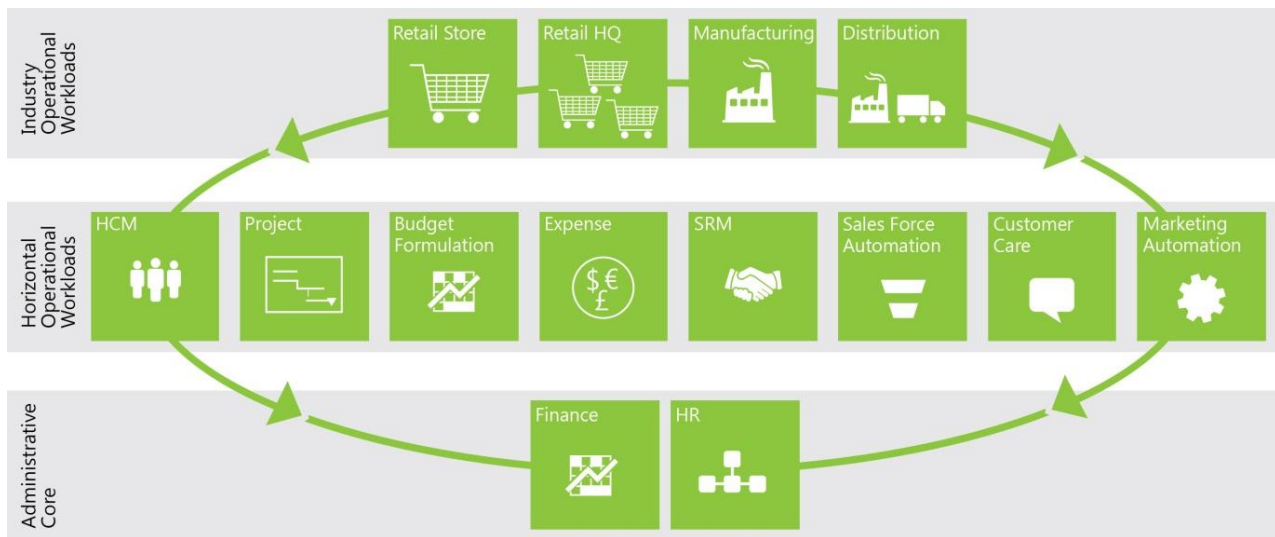 Industry
Operational
Workloads
Retail Store
Retail HQ
Manufacturing
Distribution
Horizontal
Operational
Workloads
HCM
Project
Budget
Formulation
Expense
$ €
£
SRM
Sales Force
Automation
Customer
Care
Marketing
Automation
Administrative
Core
Finance
HR